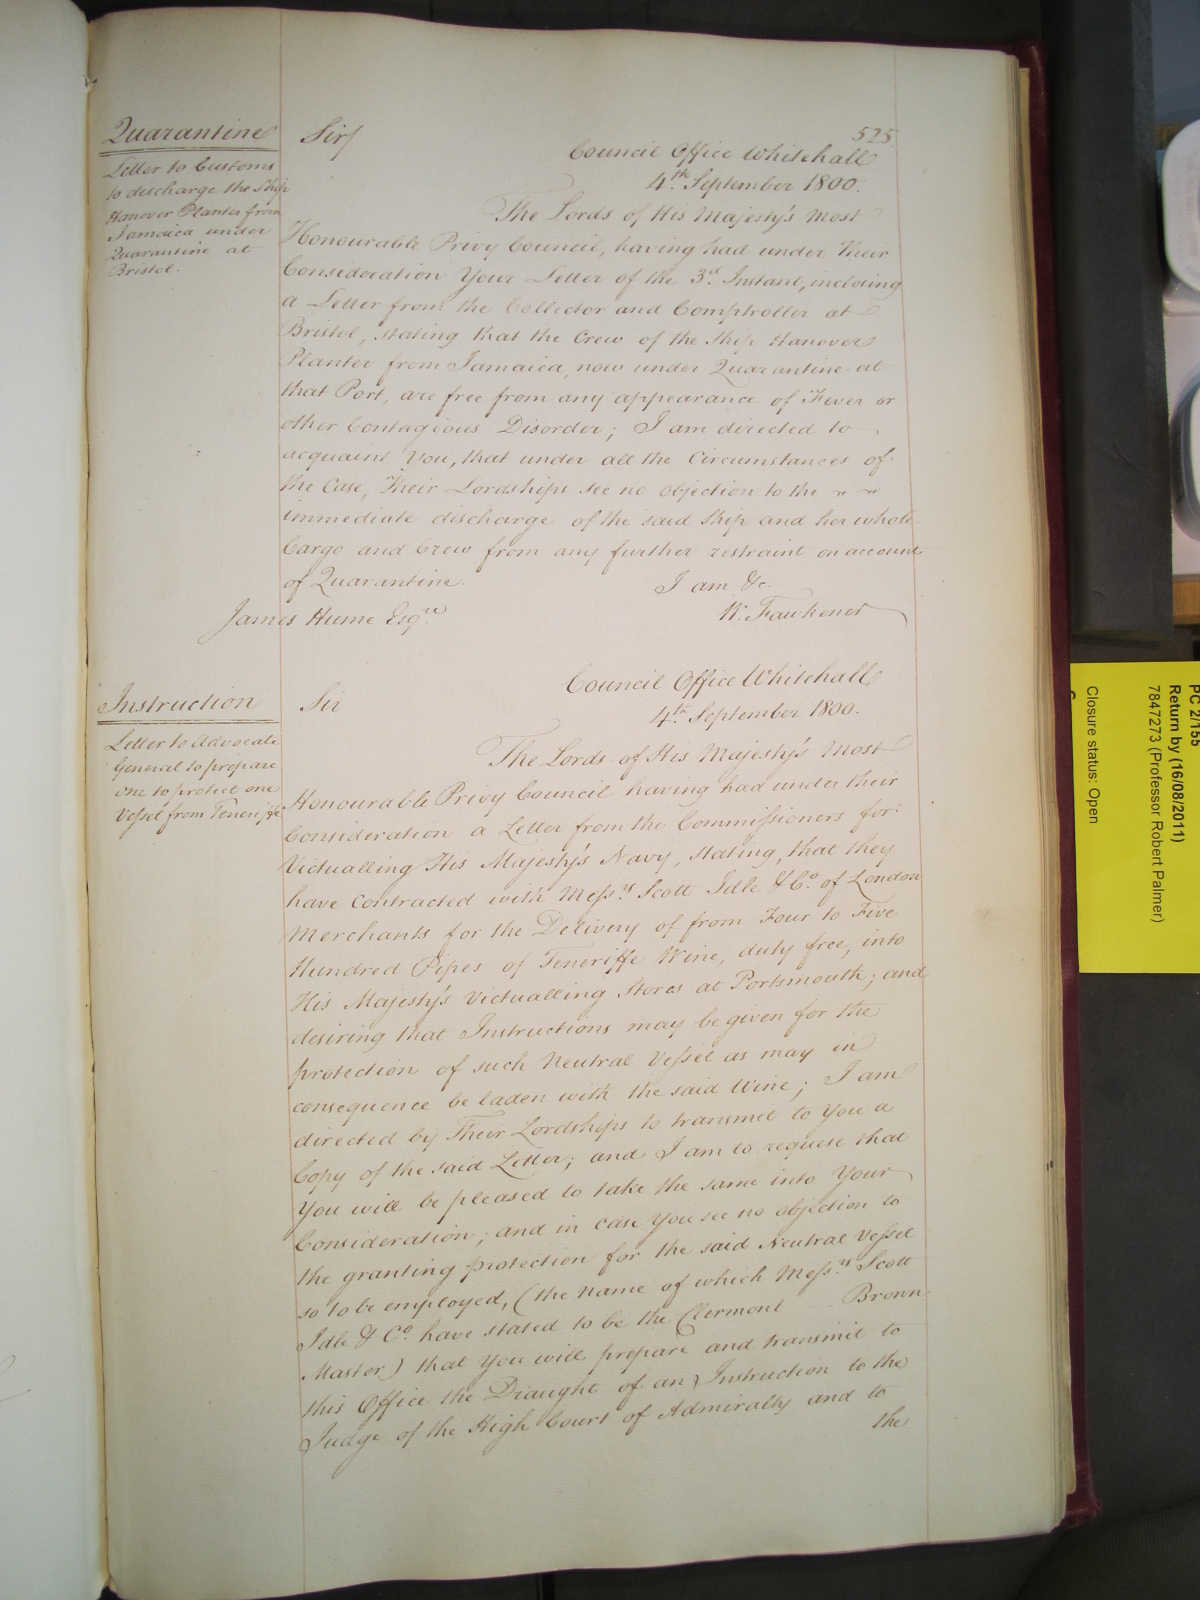 525
Quarantine
Letter to Customs
to discharge the Ship
Hanover Planter from
Jamaica under
Quarantine at
Bristol.
Sir/
Council Office Whitehall
4th September 1800.
The Lords of His Majesty's Most
Honourable Privy Council, having had under Their
Consideration Your Letter of the 3d Instant, inclosing
a Letter from the Collector and Comptroller at
Bristol, stating that the Crew of the Ship Hanover
Planter from Jamaica, now under Quarantine at
that Port, are free from any appearance of Fever or
other Contagious Disorder; I am directed to
acquaint You, that under all the Circumstances of
the Case, Their Lordships see no objection to the
immediate discharge of the said Ship and her whole
Cargo and Crew from any further restraint on account
of Quarantine.
I am &c.
W. Fawkener
James Hume Esqre
Instruction
Letter to Advocate
General to prepare
one to protect one
Vessel from Teneriffe
Sir
Council Office Whitehall
4th September 1800.
The Lords of His Majesty's Most
Honourable Privy Council having had under their
Consideration a Letter from the Commissioners for
Victualling His Majesty's Navy, stating, that they
have contracted with Messrs Scott Idle & Co. of London
Merchants for the Delivery of from Four to Five
Hundred Pipes of Teneriffe Wine, duty free, into
His Majesty's Victualling Stores at Portsmouth; and
desiring that Instructions may be given for the
protection of such Neutral Vessel as may in
consequence be laden with the said Wine; I am
directed by Their Lordships to transmit to You a
Copy of the said Letter; and I am to request that
You will be pleased to take the same into Your
Consideration; and in case You see no objection to
the granting protection for the said Neutral Vessel
so to be employed, (the name of which Messrs Scott
Idle & Co. have stated to be the Clermont Brown
Master) that You will prepare and transmit to
this Office the Draught of an Instruction to the
Judge of the High Court of Admiralty and to
the
PC 2/155
Return by (16/08/2011)
7847273 (Professor Robert Palmer)
Closure status: Open